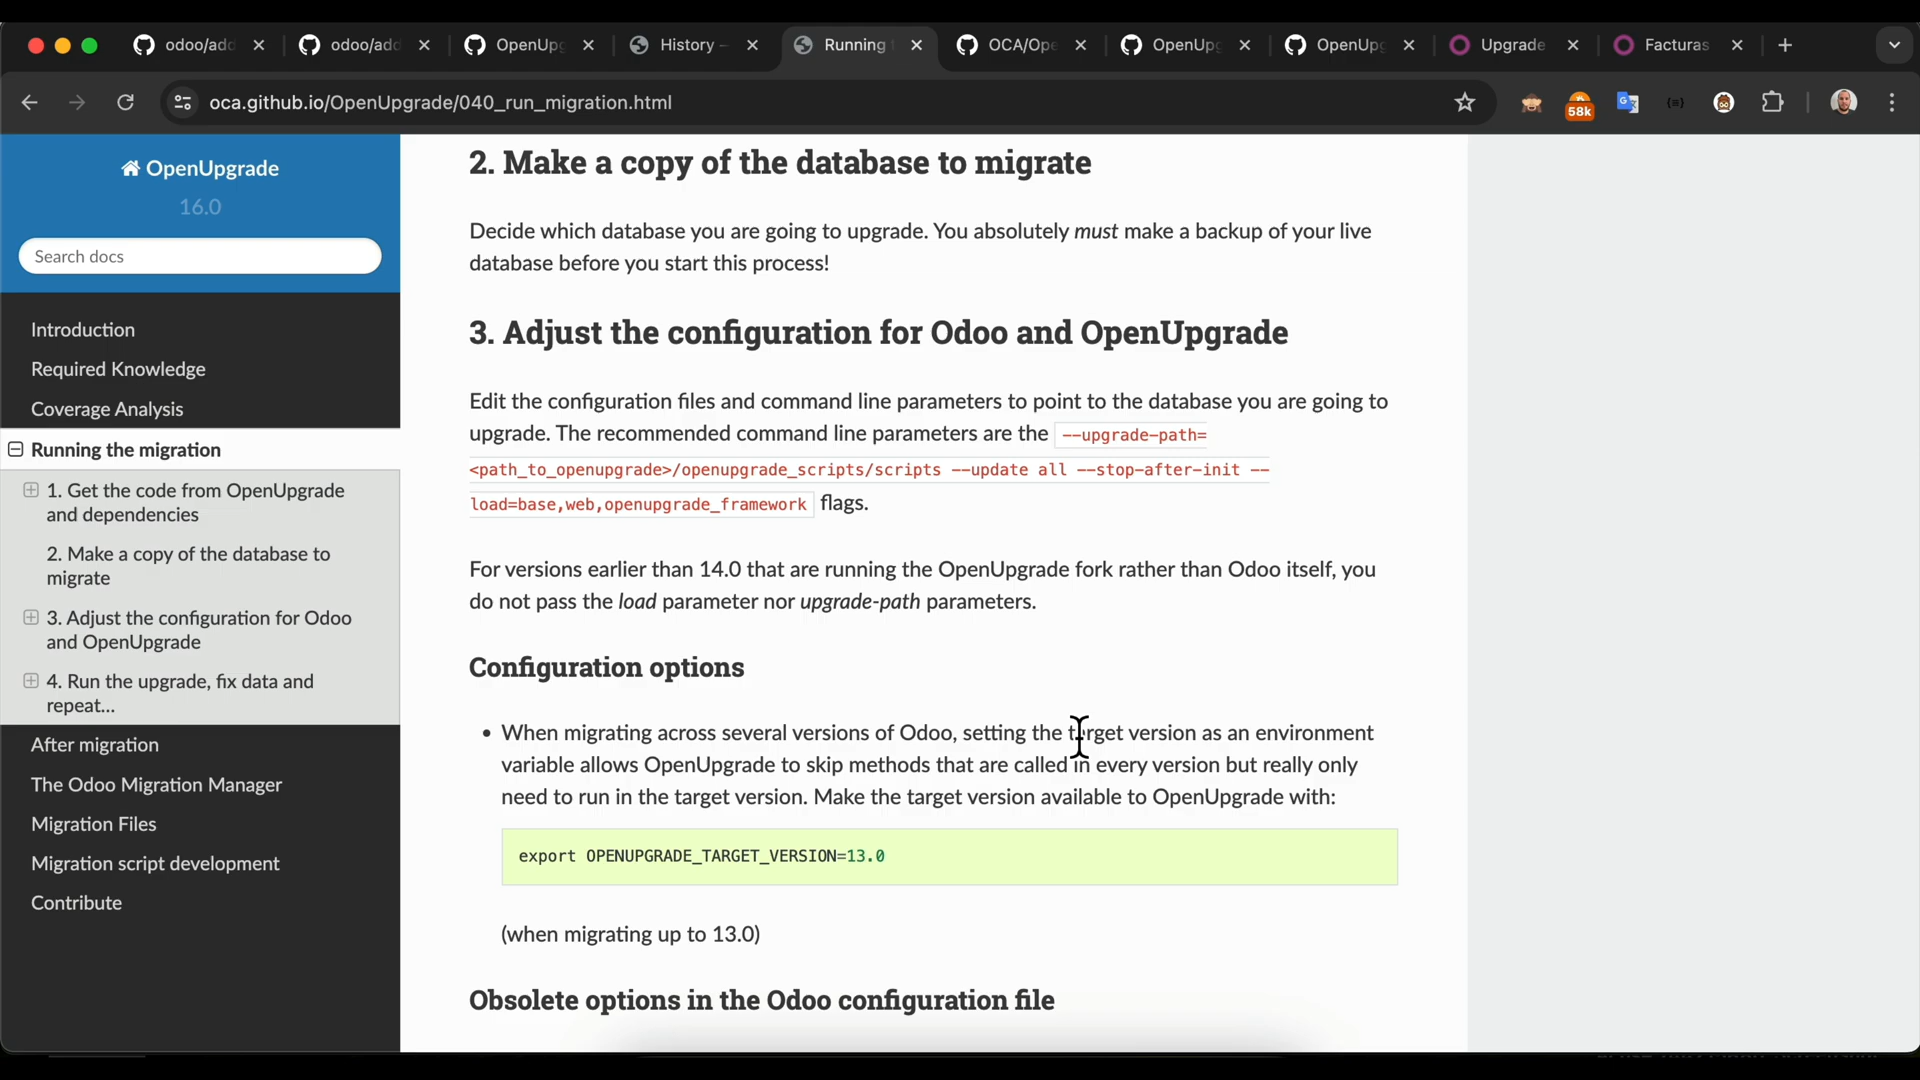 odoo/add
odoo/add
OpenUpg
History –
Running
OCA/Ope
OpenUpg
OpenUpg
Upgrade
Facturas
oca.github.io/OpenUpgrade/040_run_migration.html
58k
OpenUpgrade
16.0
Search docs
Introduction
Required Knowledge
Coverage Analysis
Running the migration
1. Get the code from OpenUpgrade
and dependencies
2. Make a copy of the database to
migrate
3. Adjust the configuration for Odoo
and OpenUpgrade
4. Run the upgrade, fix data and
repeat...
After migration
The Odoo Migration Manager
Migration Files
Migration script development
Contribute
2. Make a copy of the database to migrate
Decide which database you are going to upgrade. You absolutely must make a backup of your live
database before you start this process!
3. Adjust the configuration for Odoo and OpenUpgrade
Edit the configuration files and command line parameters to point to the database you are going to
upgrade. The recommended command line parameters are the --upgrade-path=
<path_to_openupgrade>/openupgrade_scripts/scripts --update all --stop-after-init --
load=base,web,openupgrade_framework flags.
For versions earlier than 14.0 that are running the OpenUpgrade fork rather than Odoo itself, you
do not pass the load parameter nor upgrade-path parameters.
Configuration options
• When migrating across several versions of Odoo, setting the target version as an environment
variable allows OpenUpgrade to skip methods that are called in every version but really only
need to run in the target version. Make the target version available to OpenUpgrade with:
export OPENUPGRADE_TARGET_VERSION=13.0
(when migrating up to 13.0)
Obsolete options in the Odoo configuration file